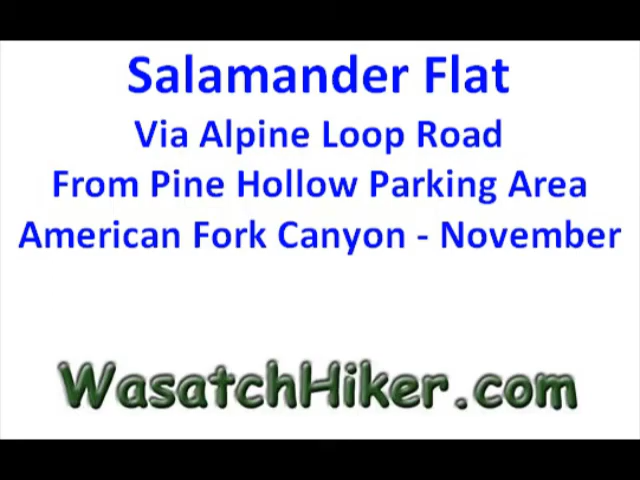 Salamander Flat
Via Alpine Loop Road
From Pine Hollow Parking Area
American Fork Canyon - November
WasatchHiker.com